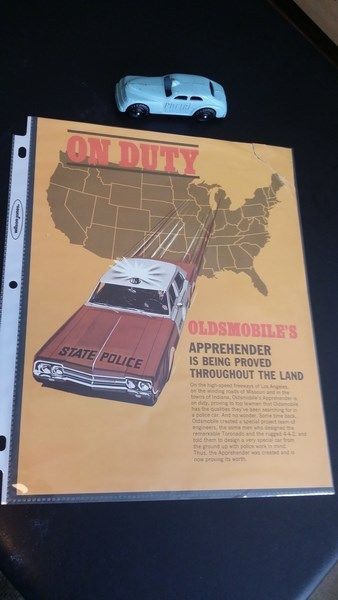 ON DUTY
STATE POLICE
OLDSMOBILE'S
APPREHENDER
IS BEING PROVED
THROUGHOUT THE LAND
On the high-speed freeways of Los Angeles,
on the winding roads of Missouri and in the
towns of Indiana, Oldsmobile's Apprehender is
on duty, proving to top lawmen that Oldsmobile
has the qualities they've been searching for in
a police car. And no wonder. Some time back,
Oldsmobile created a special project team of
engineers, the same men who designed the
remarkable Toronado and the rugged 4-4-2, and
told them to design a very special car from
the ground up with police work in mind.
Thus, the Apprehender was created and is
now proving its worth.